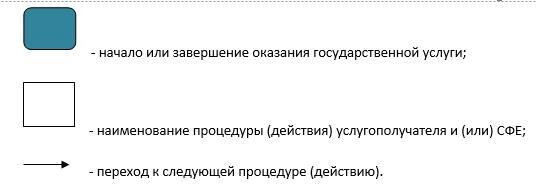 - начало или завершение оказания государственной услуги;
- наименование процедуры (действия) услугополучателя и (или) СФЕ;
- переход к следующей процедуре (действию).